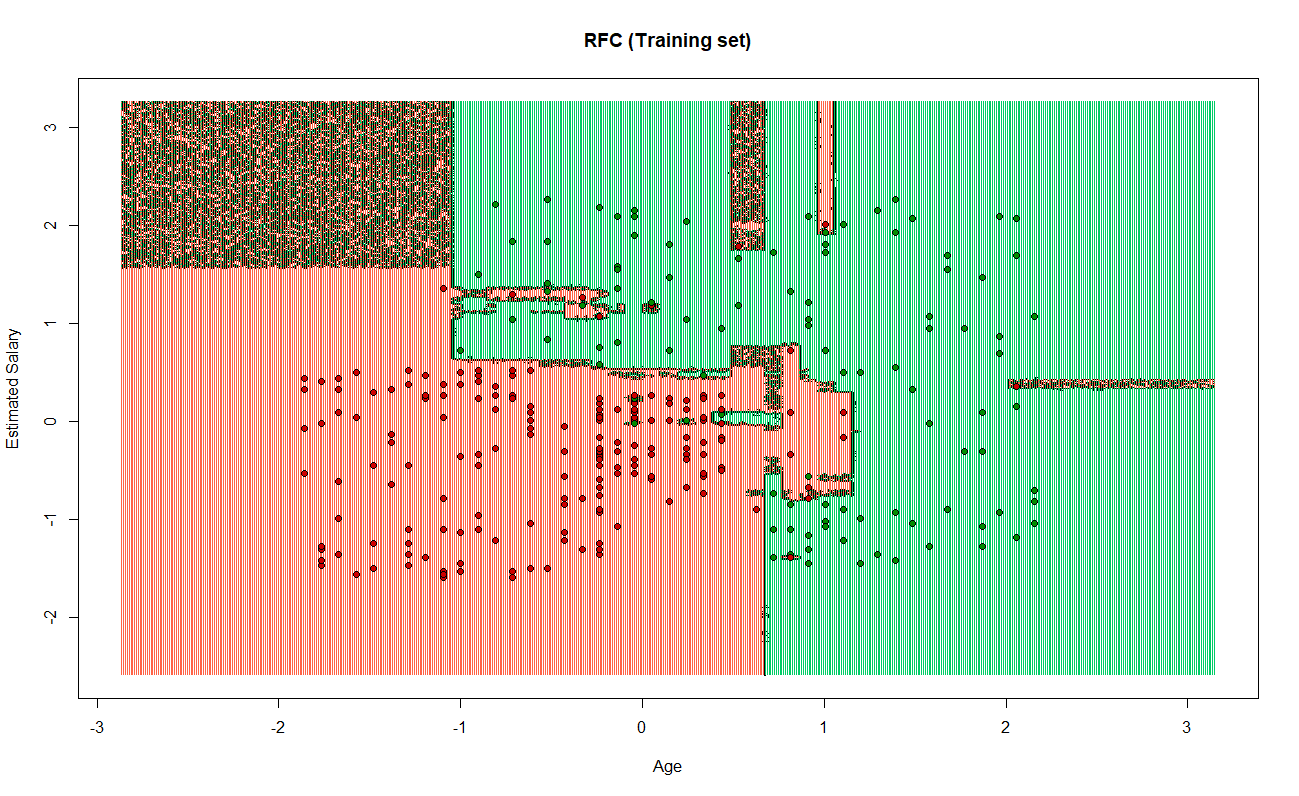 RFC (Training set)
3
2
1
0
-1
-2
Estimated Salary
-3 -2 -1 0 1 2 3
Age